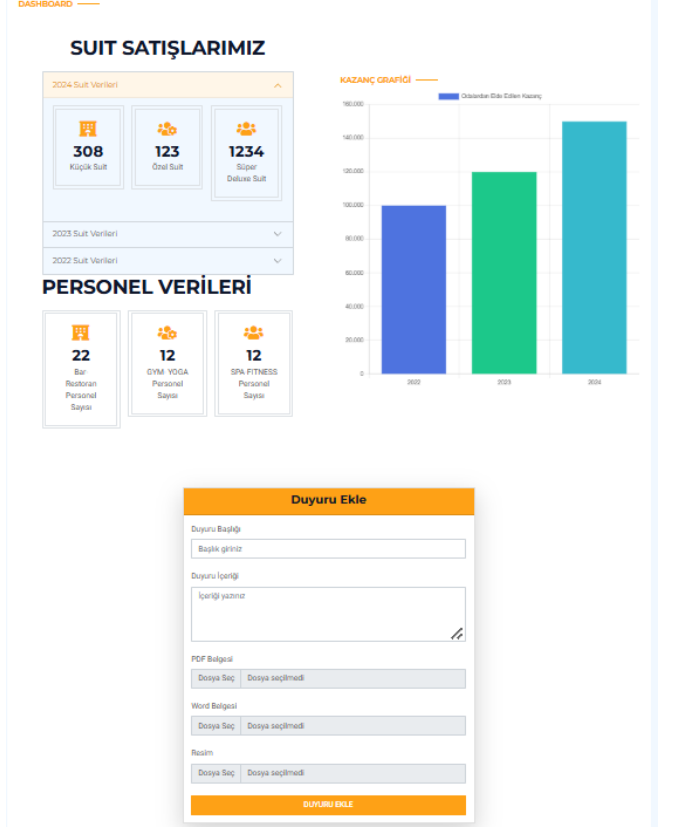 DASHBOARD
SUIT SATIŞLARIMIZ
2024 Suit Verileri
308
Küçük Suit
123
Özel Suit
1234
Süper
Deluxe Suit
2023 Suit Verileri
2022 Suit Verileri
PERSONEL VERİLERİ
22
Bar
Restoran
Personel
Sayısı
12
GYM- YOGA
Personel
Sayısı
12
SPA FITNESS
Personel
Sayısı
KAZANÇ GRAFİĞİ
Odalardan Elde Edilen Kazanç
160.000
140.000
120.000
100.000
80.000
60.000
40.000
20.000
0
2022
2023
2024
Duyuru Ekle
Duyuru Başlığı
Başlık giriniz
Duyuru İçeriği
İçeriği yazınız
PDF Belgesi
Dosya Seç Dosya seçilmedi
Word Belgesi
Dosya Seç Dosya seçilmedi
Resim
Dosya Seç Dosya seçilmedi
DUYURU EKLE